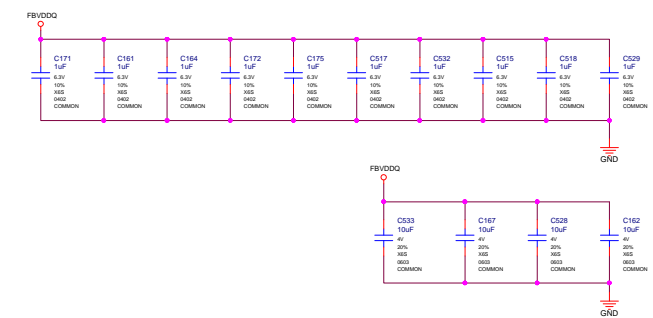 FBVDDQ
C171 C161 C164 C172 C175 C517 C532 C515 C518 C529
1uF 1uF 1uF 1uF 1uF 1uF 1uF 1uF 1uF 1uF
6.3V 6.3V 6.3V 6.3V 6.3V 6.3V 6.3V 6.3V 6.3V 6.3V
10% 10% 10% 10% 10% 10% 10% 10% 10% 10%
X6S X6S X6S X6S X6S X6S X6S X6S X6S X6S
0402 0402 0402 0402 0402 0402 0402 0402 0402 0402
COMMON COMMON COMMON COMMON COMMON COMMON COMMON COMMON COMMON COMMON
GND
FBVDDQ
C533 C167 C528 C162
10uF 10uF 10uF 10uF
4V 4V 4V 4V
20% 20% 20% 20%
X6S X6S X6S X6S
0603 0603 0603 0603
COMMON COMMON COMMON COMMON
GND